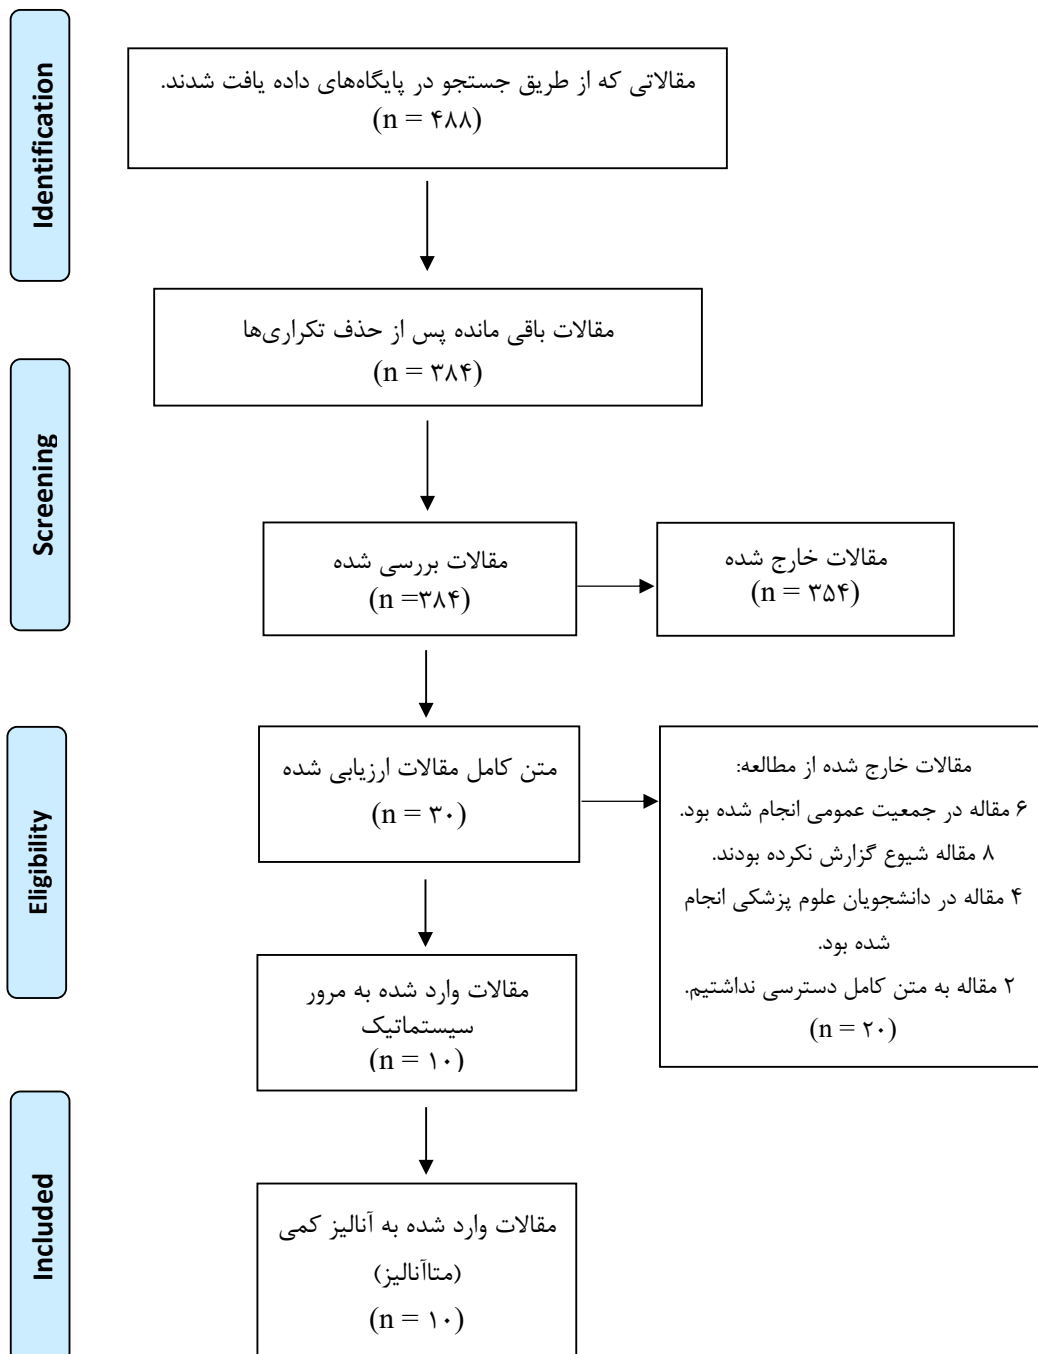 Identification
مقالاتی که از طریق جستجو در پایگاه‌های داده یافت شدند.
(n = ۴۸۸)
مقالات باقی مانده پس از حذف تکراری‌ها
(n = ۳۸۴)
Screening
مقالات بررسی شده
(n =۳۸۴)
مقالات خارج شده
(n = ۳۵۴)
Eligibility
متن کامل مقالات ارزیابی شده
(n = ۳۰)
مقالات خارج شده از مطالعه:
۶ مقاله در جمعیت عمومی انجام شده بود.
۸ مقاله شیوع گزارش نکرده بودند.
۴ مقاله در دانشجویان علوم پزشکی انجام
شده بود.
۲ مقاله به متن کامل دسترسی نداشتیم.
(n = ۲۰)
مقالات وارد شده به مرور
سیستماتیک
(n = ۱۰)
Included
مقالات وارد شده به آنالیز کمی
(متاآنالیز)
(n = ۱۰)